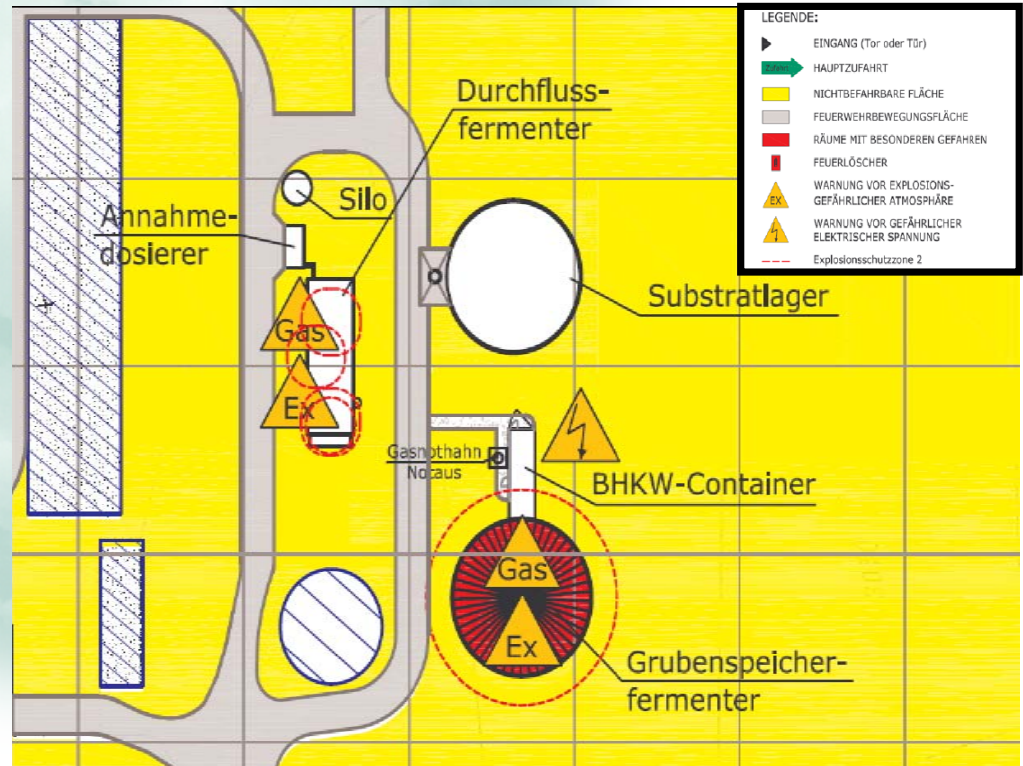 LEGENDE:
EINGANG (Tor oder Tür)
HAUPTZUFAHRT
NICHTBEFAHRBARE FLÄCHE
FEUERWEHRBEWEGUNGSFLÄCHE
RÄUME MIT BESONDEREN GEFAHREN
FEUERLÖSCHER
EX
WARNUNG VOR EXPLOSIONS-
GEFÄHRLICHER ATMOSPHÄRE
WARNUNG VOR GEFÄHRLICHER
ELEKTRISCHER SPANNUNG
Explosionsschutzzone 2
Durchfluss-
fermenter
Silo
Annahme-
dosierer
Substratlager
Gas
Ex
Gasnothahn
Notaus
BHKW-Container
Gas
Ex
Grubenspeicher-
fermenter